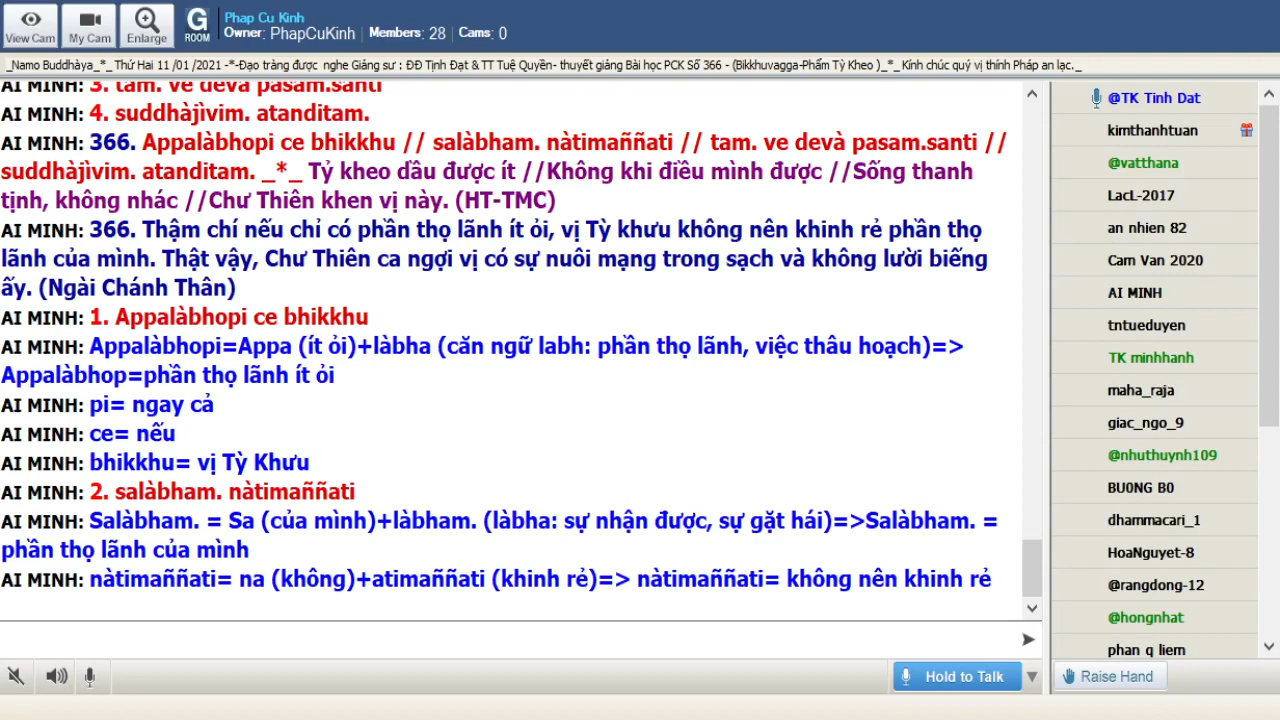 View Cam
My Cam
Enlarge
G
ROOM
Phap Cu Kinh
Owner: PhapCuKinh Members: 28 Cams: 0
_Namo Buddhàya_*_ Thứ Hai 11 /01 /2021 -*-Đạo tràng được nghe Giảng sư : ĐĐ Tịnh Đạt & TT Tuệ Quyền- thuyết giảng Bài học PCK Số 366 - (Bikkhuvagga-Phẩm Tỳ Kheo )_*_ Kính chúc quý vị thính Pháp an lạc._
AI MINH: 3. tam. ve devà pasam.santi
AI MINH: 4. suddhàjìvim. atanditam.
AI MINH: 366. Appalàbhopi ce bhikkhu // salàbham. nàtimaññati // tam. ve devà pasam.santi //
suddhàjìvim. atanditam. _*_ Tỷ kheo dầu được ít //Không khi điều mình được //Sống thanh
tịnh, không nhác //Chư Thiên khen vị này. (HT-TMC)
AI MINH: 366. Thậm chí nếu chỉ có phần thọ lãnh ít ỏi, vị Tỳ khưu không nên khinh rẻ phần thọ
lãnh của mình. Thật vậy, Chư Thiên ca ngợi vị có sự nuôi mạng trong sạch và không lười biếng
ấy. (Ngài Chánh Thân)
AI MINH: 1. Appalàbhopi ce bhikkhu
AI MINH: Appalàbhopi=Appa (ít ỏi)+làbha (căn ngữ labh: phần thọ lãnh, việc thâu hoạch)=>
Appalàbhop=phần thọ lãnh ít ỏi
AI MINH: pi= ngay cả
AI MINH: ce= nếu
AI MINH: bhikkhu= vị Tỳ Khưu
AI MINH: 2. salàbham. nàtimaññati
AI MINH: Salàbham. = Sa (của mình)+làbham. (làbha: sự nhận được, sự gặt hái)=>Salàbham. =
phần thọ lãnh của mình
AI MINH: nàtimaññati= na (không)+atimaññati (khinh rẻ)=> nàtimaññati= không nên khinh rẻ
@TK Tinh Dat
kimthanhtuan
@vatthana
LacL-2017
an nhien 82
Cam Van 2020
AI MINH
tntueduyen
TK minhhanh
maha_raja
giac_ngo_9
@nhuthuynh109
BU0NG B0
dhammacari_1
HoaNguyet-8
@rangdong-12
@hongnhat
phan q liem
Hold to Talk
Raise Hand